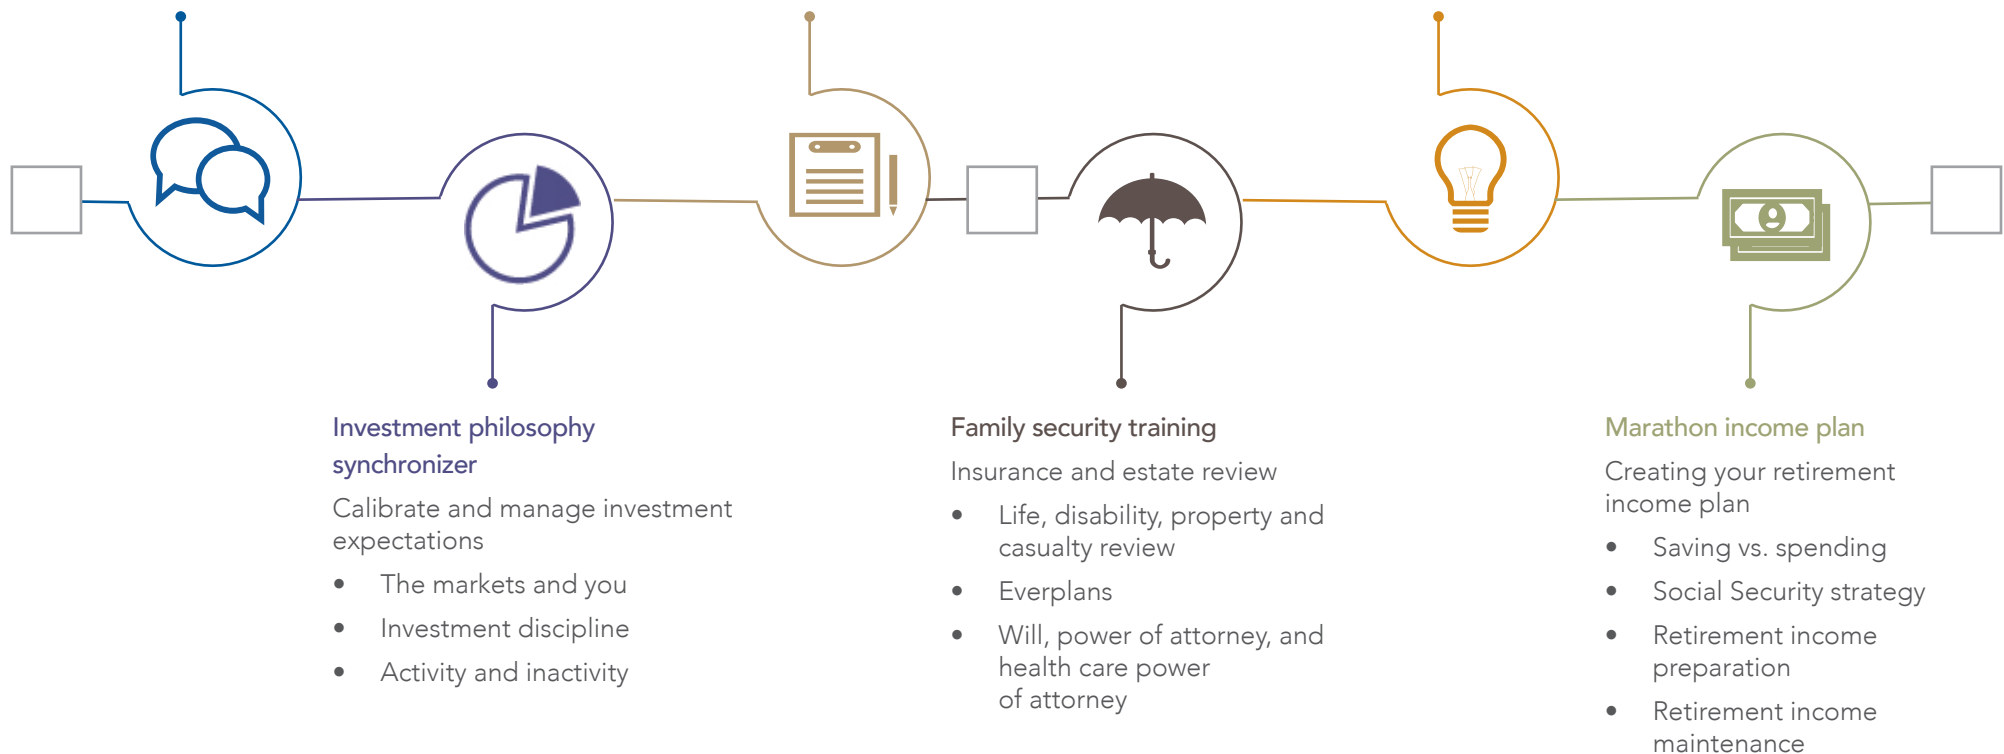 Investment philosophy
synchronizer
Calibrate and manage investment
expectations
• The markets and you
• Investment discipline
• Activity and inactivity
Family security training
Insurance and estate review
• Life, disability, property and
casualty review
• Everplans
• Will, power of attorney, and
health care power
of attorney
Marathon income plan
Creating your retirement
income plan
• Saving vs. spending
• Social Security strategy
• Retirement income
preparation
• Retirement income
maintenance